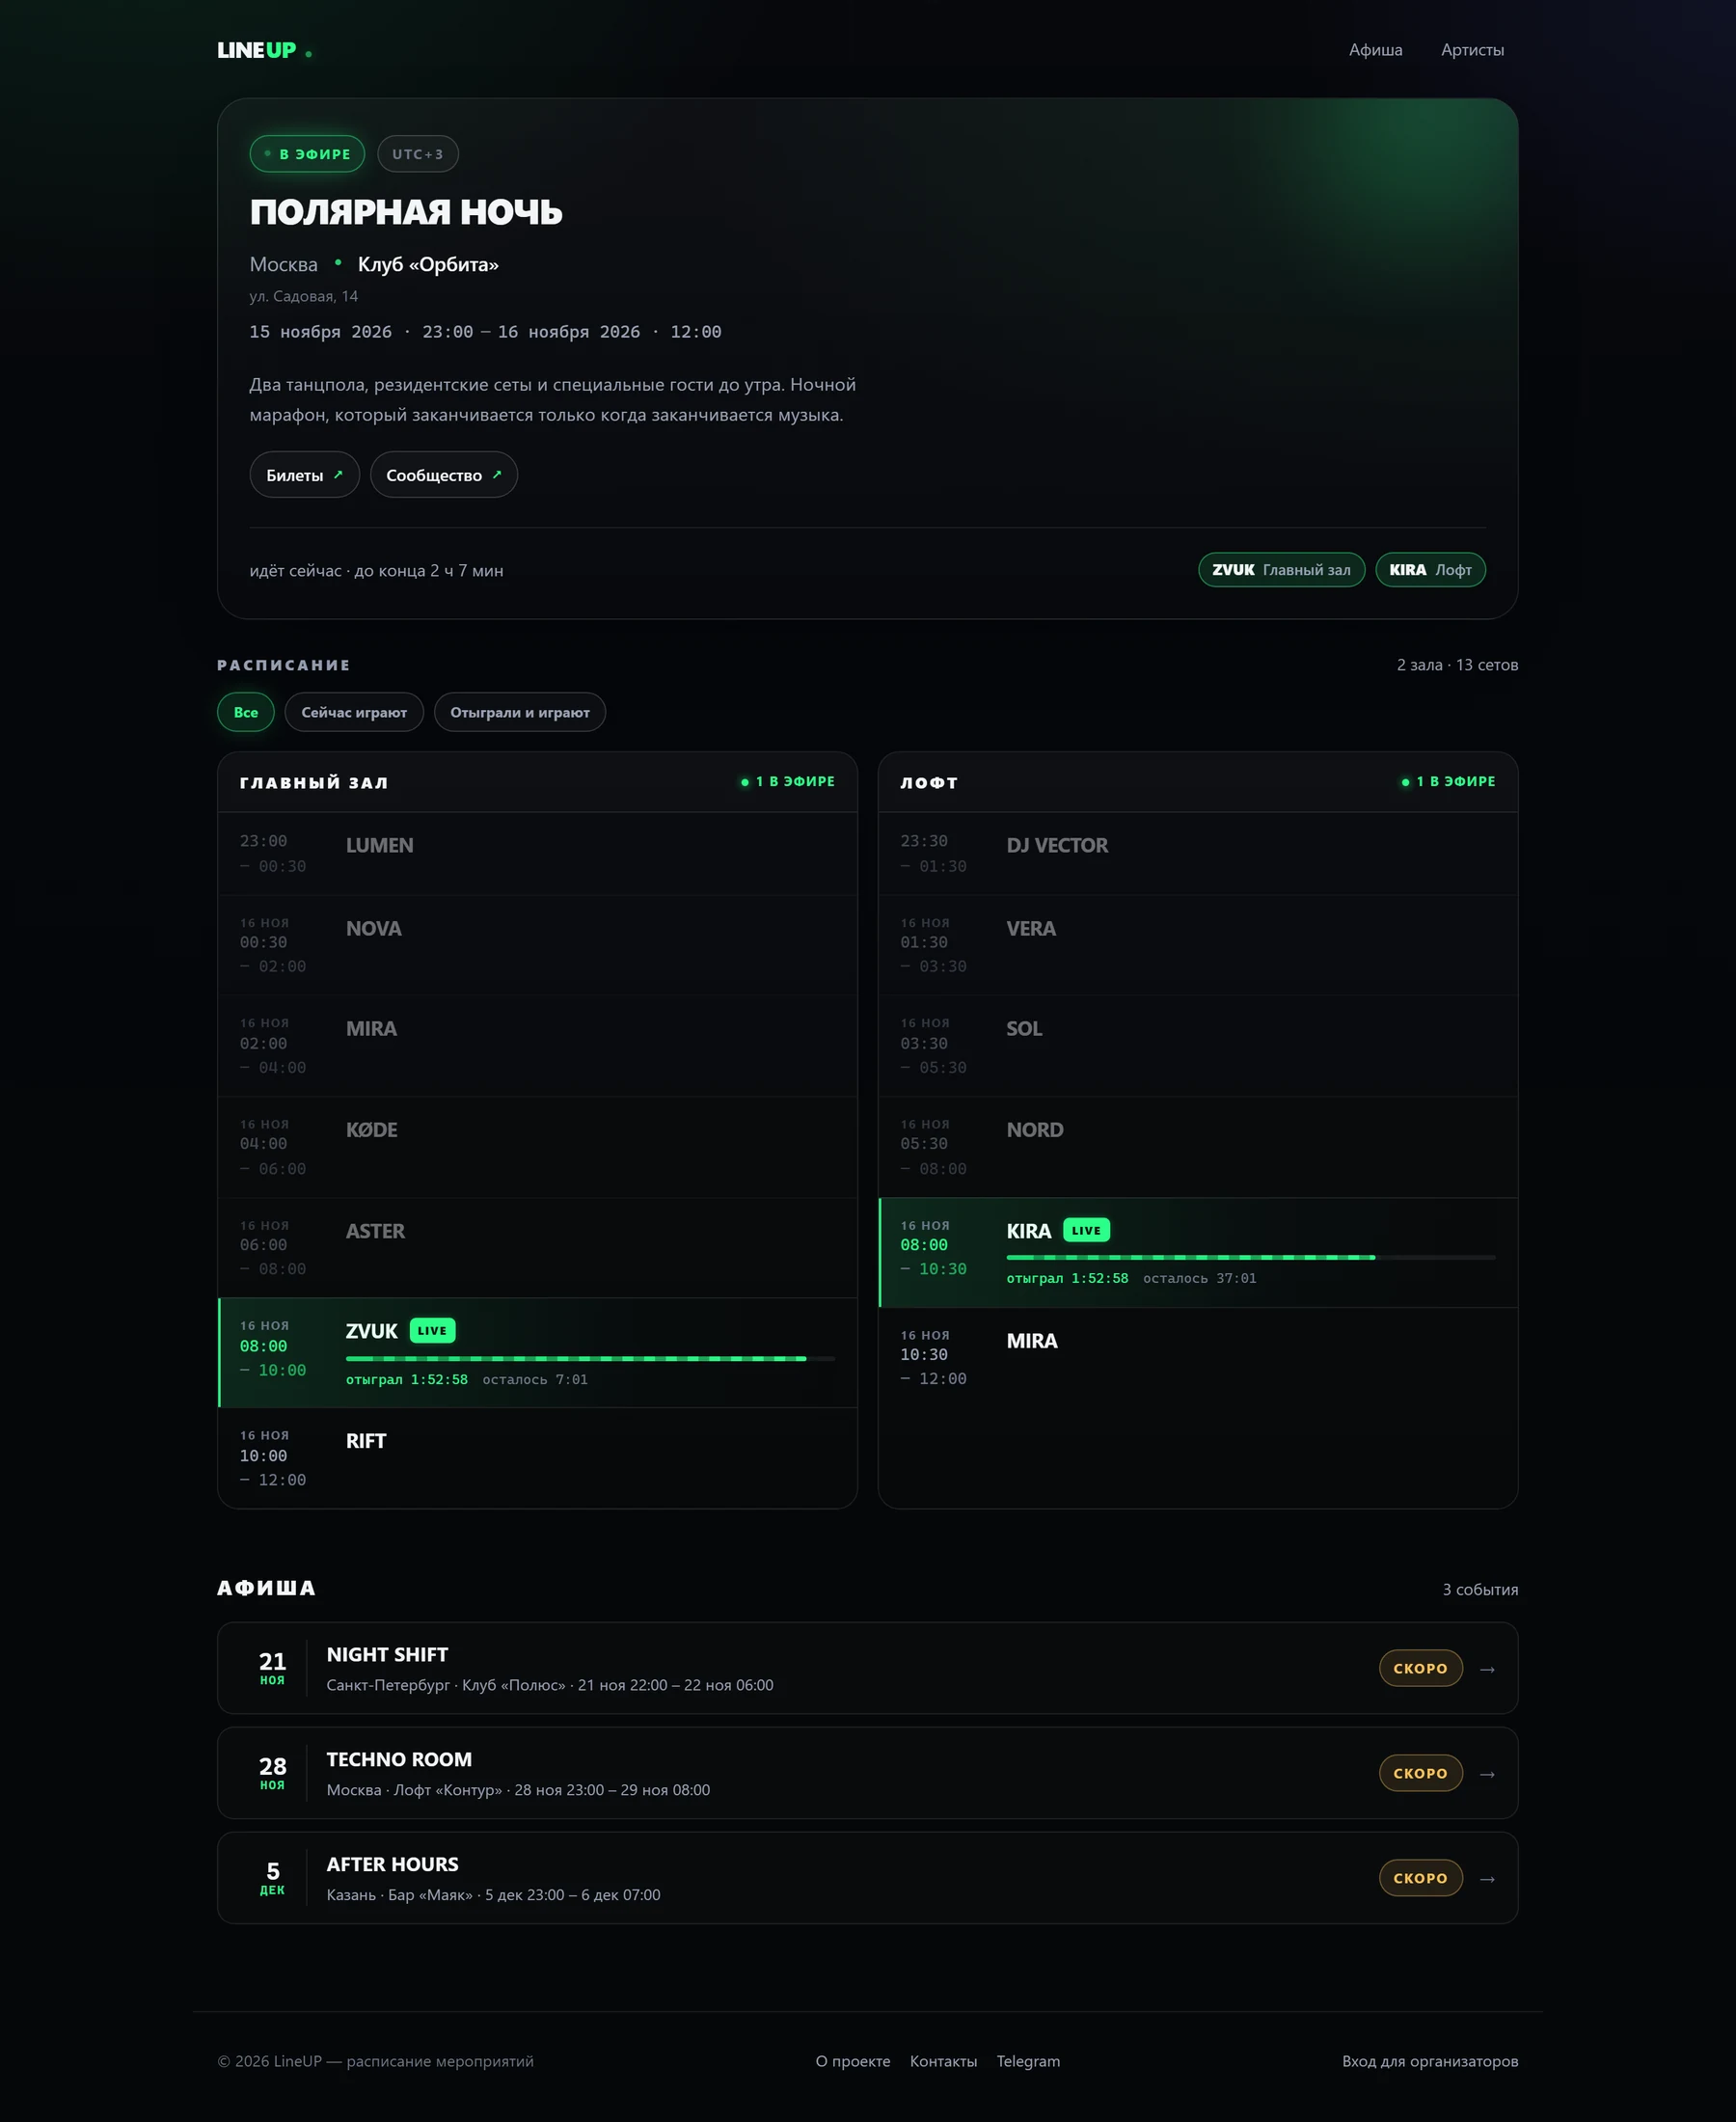 LINEUP
Афиша Артисты
В ЭФИРЕ UTC+3
ПОЛЯРНАЯ НОЧЬ
Москва • Клуб «Орбита»
ул. Садовая, 14
15 ноября 2026 · 23:00 — 16 ноября 2026 · 12:00
Два танцпола, резидентские сеты и специальные гости до утра. Ночной
марафон, который заканчивается только когда заканчивается музыка.
Билеты ↗ Сообщество ↗
идёт сейчас · до конца 2 ч 7 мин
ZVUK Главный зал KIRA Лофт
РАСПИСАНИЕ
2 зала · 13 сетов
Все Сейчас играют Отыграли и играют
ГЛАВНЫЙ ЗАЛ
1 В ЭФИРЕ
23:00 LUMEN
— 00:30
16 НОЯ
00:30 NOVA
— 02:00
16 НОЯ
02:00 MIRA
— 04:00
16 НОЯ
04:00 KØDE
— 06:00
16 НОЯ
06:00 ASTER
— 08:00
16 НОЯ
08:00 ZVUK LIVE
— 10:00
отыграл 1:52:58 осталось 7:01
16 НОЯ
10:00 RIFT
— 12:00
ЛОФТ
1 В ЭФИРЕ
23:30 DJ VECTOR
— 01:30
16 НОЯ
01:30 VERA
— 03:30
16 НОЯ
03:30 SOL
— 05:30
16 НОЯ
05:30 NORD
— 08:00
16 НОЯ
08:00 KIRA LIVE
— 10:30
отыграл 1:52:58 осталось 37:01
16 НОЯ
10:30 MIRA
— 12:00
АФИША
3 события
21 НОЯ
NIGHT SHIFT
Санкт-Петербург · Клуб «Полюс» · 21 ноя 22:00 – 22 ноя 06:00
СКОРО →
28 НОЯ
TECHNO ROOM
Москва · Лофт «Контур» · 28 ноя 23:00 – 29 ноя 08:00
СКОРО →
5 ДЕК
AFTER HOURS
Казань · Бар «Маяк» · 5 дек 23:00 – 6 дек 07:00
СКОРО →
© 2026 LineUP — расписание мероприятий
О проекте Контакты Telegram
Вход для организаторов